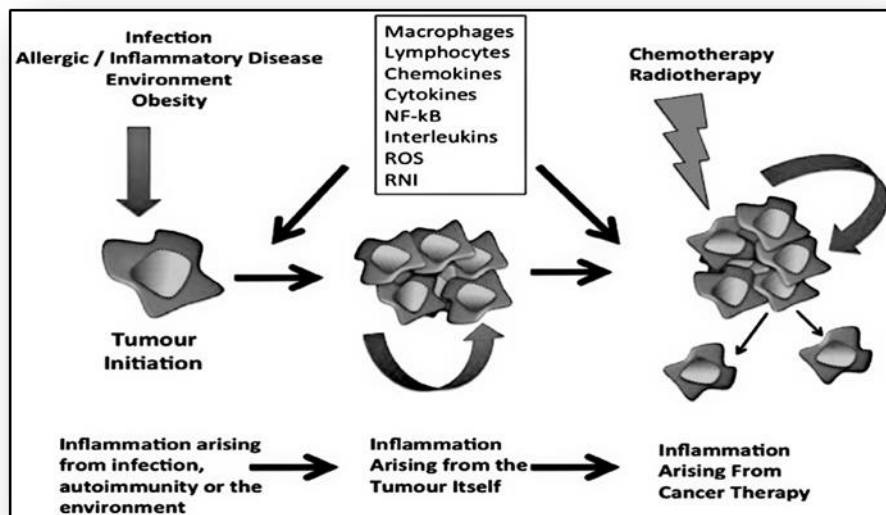 Infection
Allergic / Inflammatory Disease
Environment
Obesity
Macrophages
Lymphocytes
Chemokines
Cytokines
NF-kB
Interleukins
ROS
RNI
Chemotherapy
Radiotherapy
Tumour
Initiation
Inflammation arising
from infection,
autoimmunity or the
environment
Inflammation
Arising from the
Tumour Itself
Inflammation
Arising From
Cancer Therapy